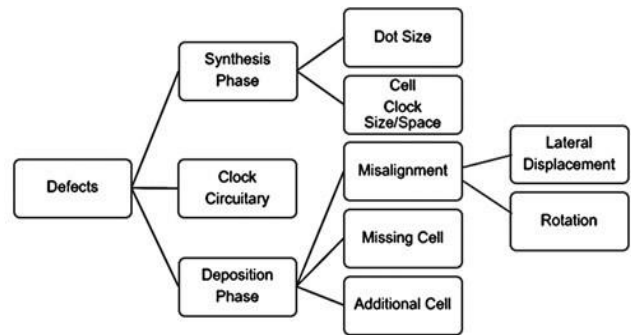 Defects
Synthesis
Phase
Clock
Circuitary
Deposition
Phase
Dot Size
Cell
Clock
Size/Space
Misalignment
Missing Cell
Additional Cell
Lateral
Displacement
Rotation